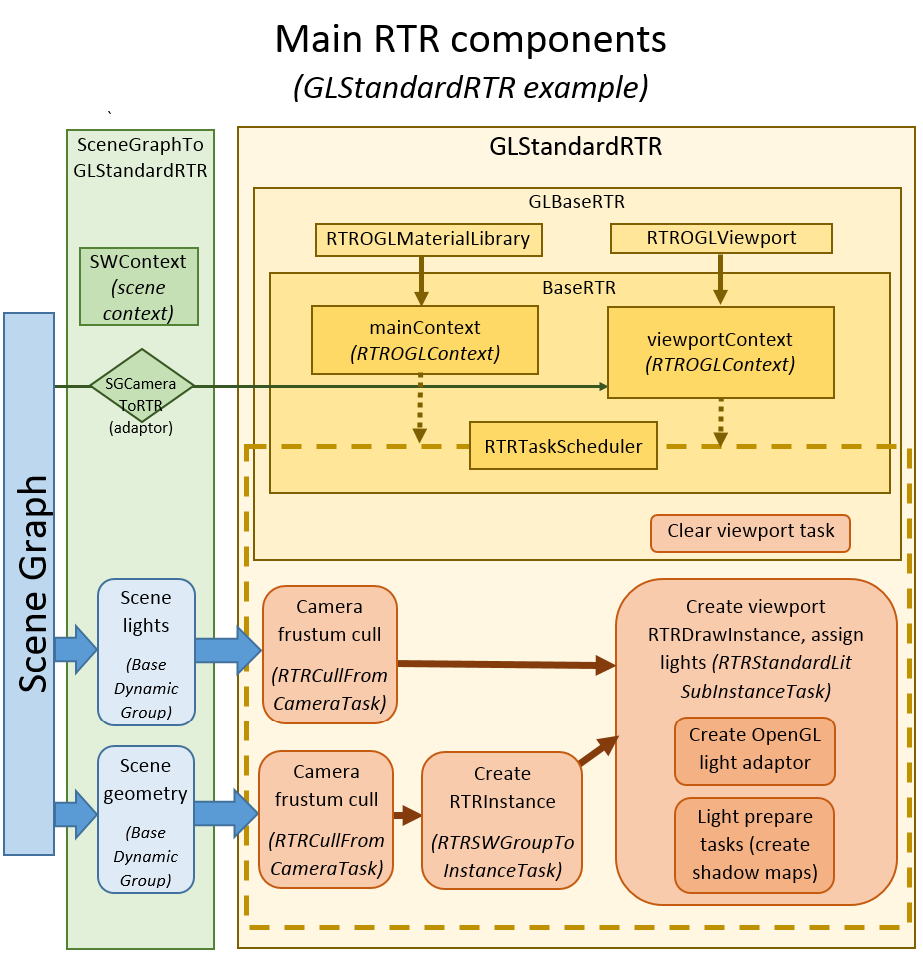 Main RTR components
(GLStandardRTR example)
`
SceneGraphTo
GLStandardRTR
SWContext
(scene
context)
SGCamera
ToRTR
(adaptor)
Scene Graph
Scene
lights
(Base
Dynamic
Group)
Scene
geometry
(Base
Dynamic
Group)
GLStandardRTR
GLBaseRTR
RTROGLMaterialLibrary
RTROGLViewport
BaseRTR
mainContext
(RTROGLContext)
viewportContext
(RTROGLContext)
RTRTaskScheduler
Clear viewport task
Camera
frustum cull
(RTRCullFrom
CameraTask)
Camera
frustum cull
(RTRCullFrom
CameraTask)
Create
RTRInstance
(RTRSWGroupTo
InstanceTask)
Create viewport
RTRDrawInstance, assign
lights (RTRStandardLit
SubInstanceTask)
Create OpenGL
light adaptor
Light prepare
tasks (create
shadow maps)